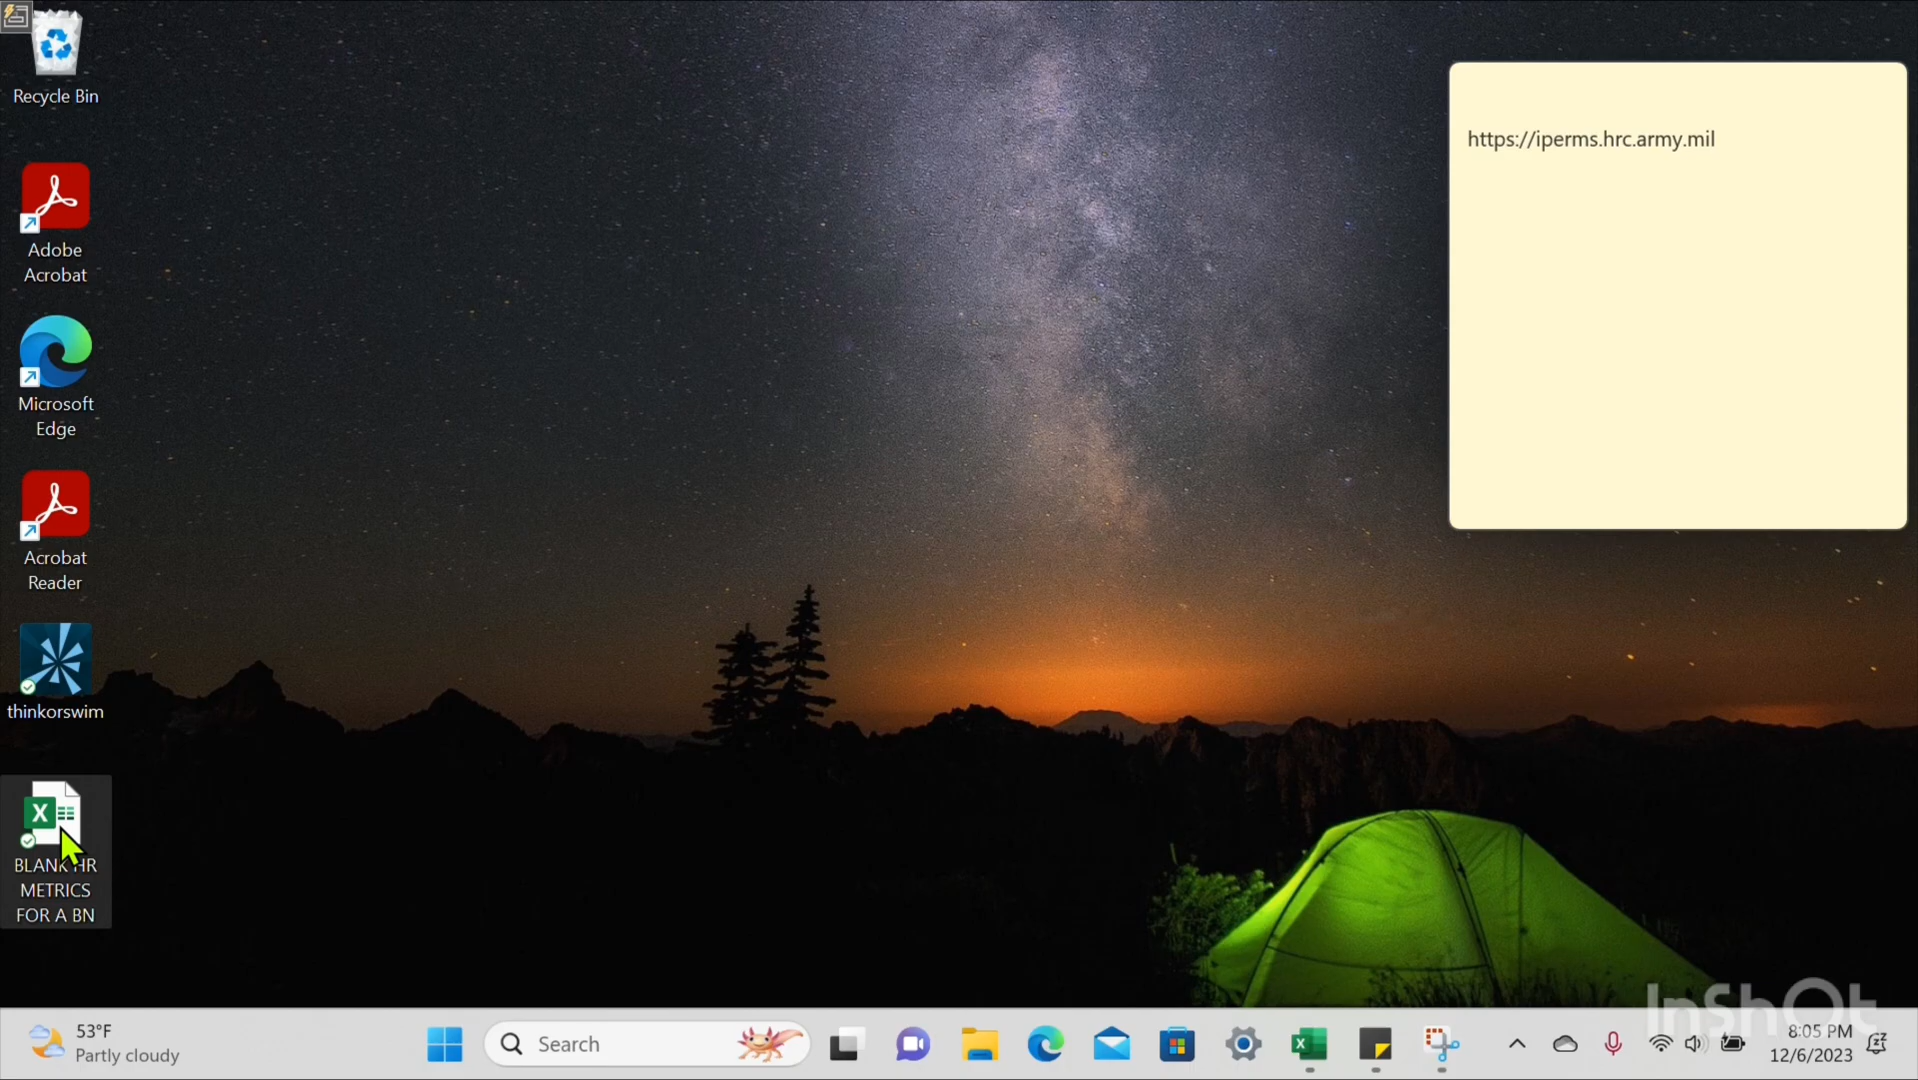 Recycle Bin
Adobe
Acrobat
Microsoft
Edge
Acrobat
Reader
thinkorswim
BLANK HR
METRICS
FOR A BN
https://iperms.hrc.army.mil
53°F
Partly cloudy
Search
8:05 PM
12/6/2023
InShOt